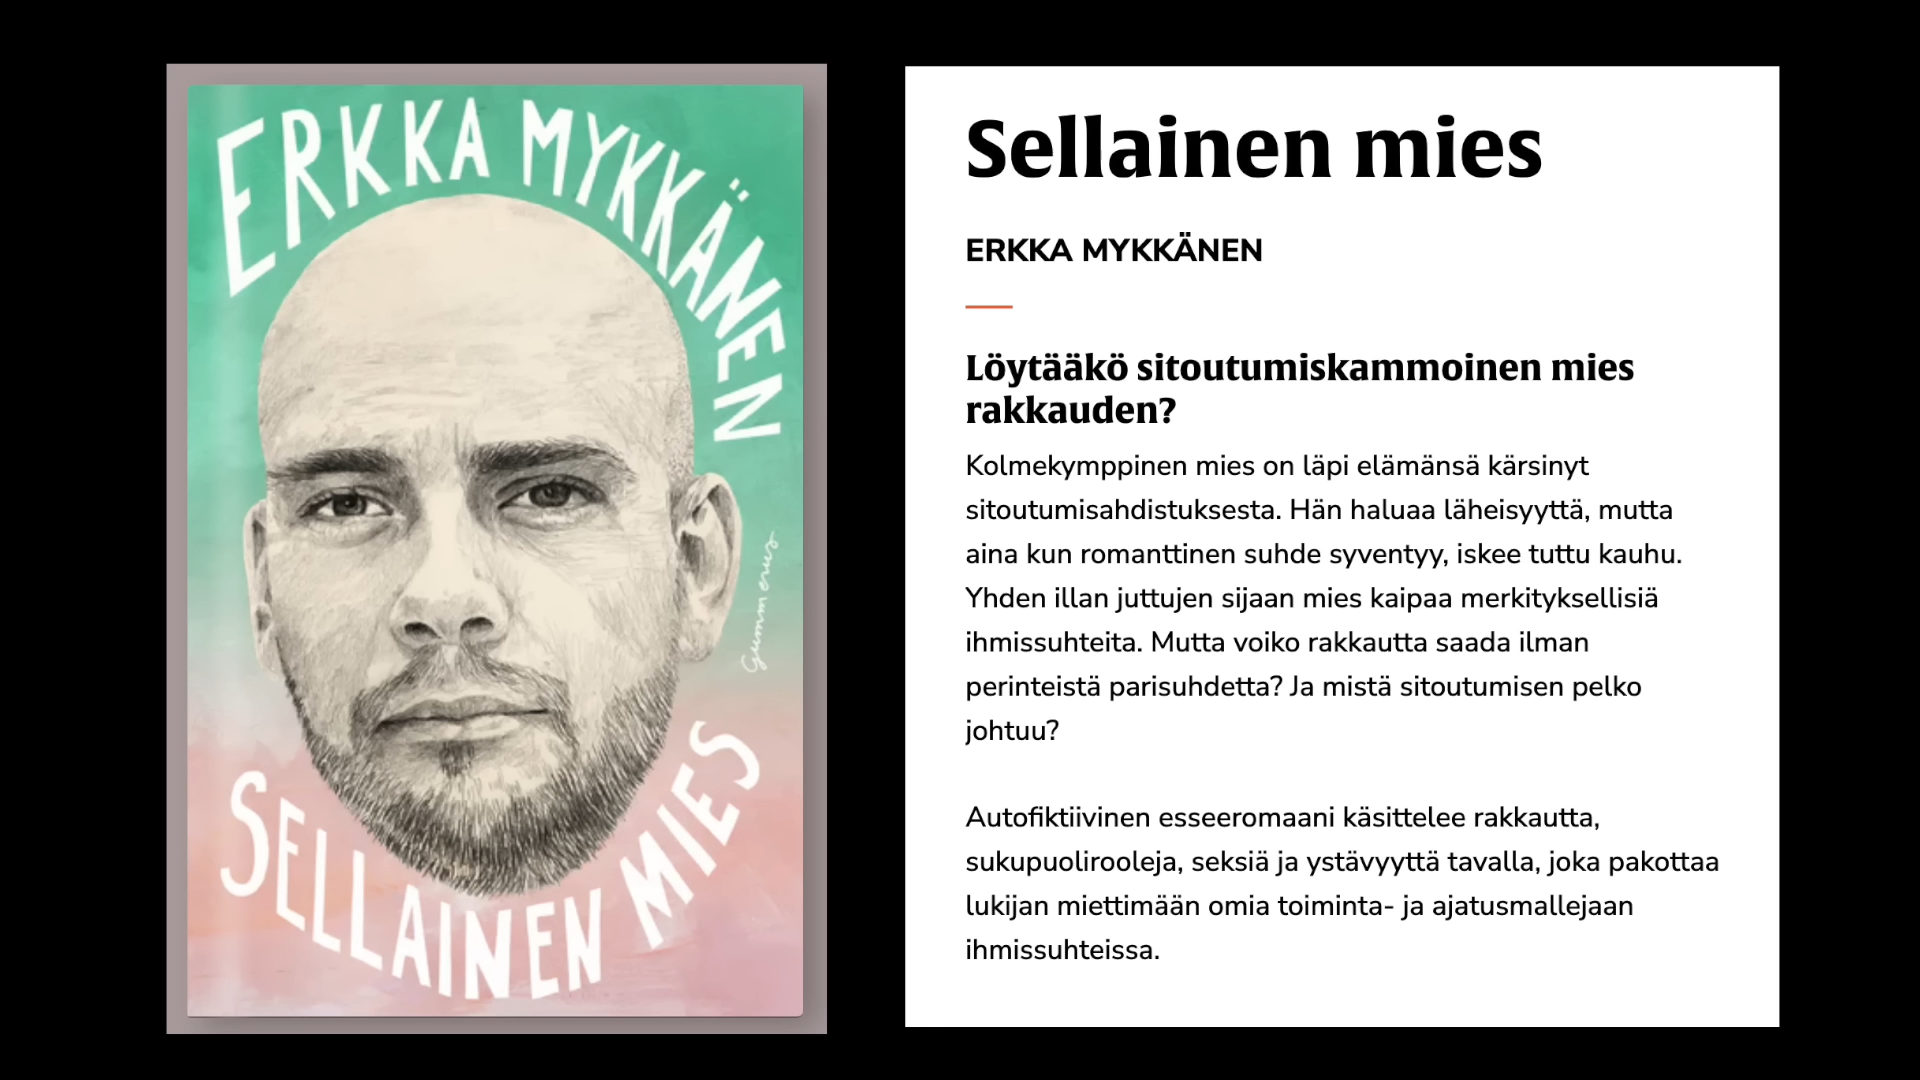 ERKKA MYKKÄNEN
Gummerus
SELLAINEN MIES
Sellainen mies
ERKKA MYKKÄNEN
Löytääkö sitoutumiskammoinen mies
rakkauden?
Kolmekymppinen mies on läpi elämänsä kärsinyt
sitoutumisahdistuksesta. Hän haluaa läheisyyttä, mutta
aina kun romanttinen suhde syventyy, iskee tuttu kauhu.
Yhden illan juttujen sijaan mies kaipaa merkityksellisiä
ihmissuhteita. Mutta voiko rakkautta saada ilman
perinteistä parisuhdetta? Ja mistä sitoutumisen pelko
johtuu?
Autofiktiivinen esseeromaani käsittelee rakkautta,
sukupuolirooleja, seksiä ja ystävyyttä tavalla, joka pakottaa
lukijan miettimään omia toiminta- ja ajatusmallejaan
ihmissuhteissa.